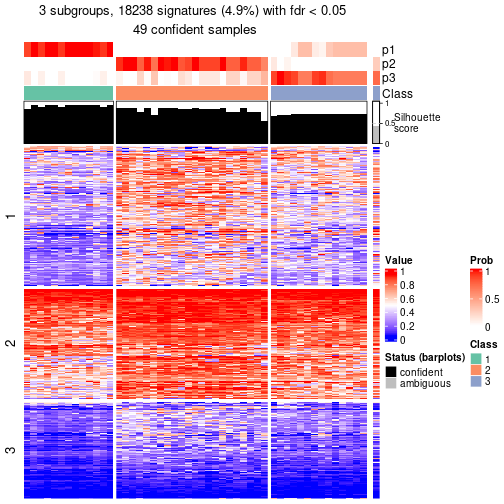 3 subgroups, 18238 signatures (4.9%) with fdr < 0.05
49 confident samples
p1
p2
p3
Class
1
0.5
0
Silhouette
score
1
2
3
Value
1
0.8
0.6
0.4
0.2
0
Status (barplots)
confident
ambiguous
Prob
1
0.5
0
Class
1
2
3